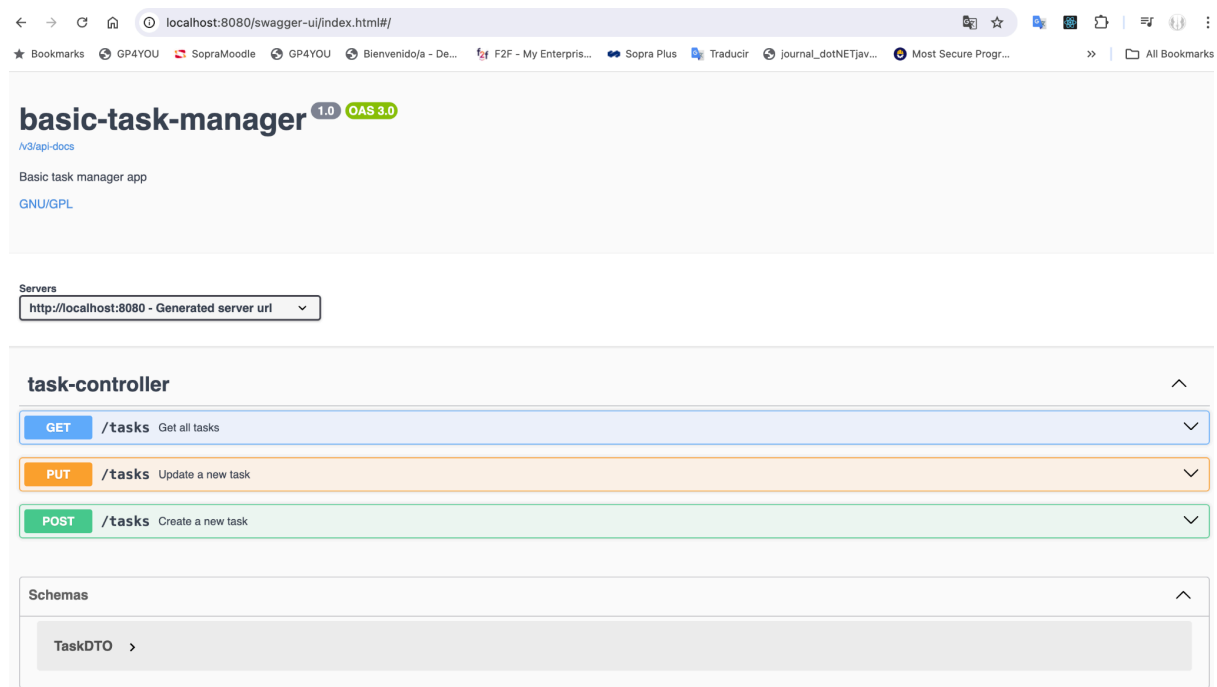 localhost:8080/swagger-ui/index.html#/
Bookmarks GP4YOU SopraMoodle GP4YOU Bienvenido/a - De... f2f F2F - My Enterpris... Sopra Plus Traducir journal_dotNETjav... Most Secure Progr... » All Bookmarks
basic-task-manager 1.0 OAS 3.0
/v3/api-docs
Basic task manager app
GNU/GPL
Servers
http://localhost:8080 - Generated server url
task-controller
GET /tasks Get all tasks
PUT /tasks Update a new task
POST /tasks Create a new task
Schemas
TaskDTO